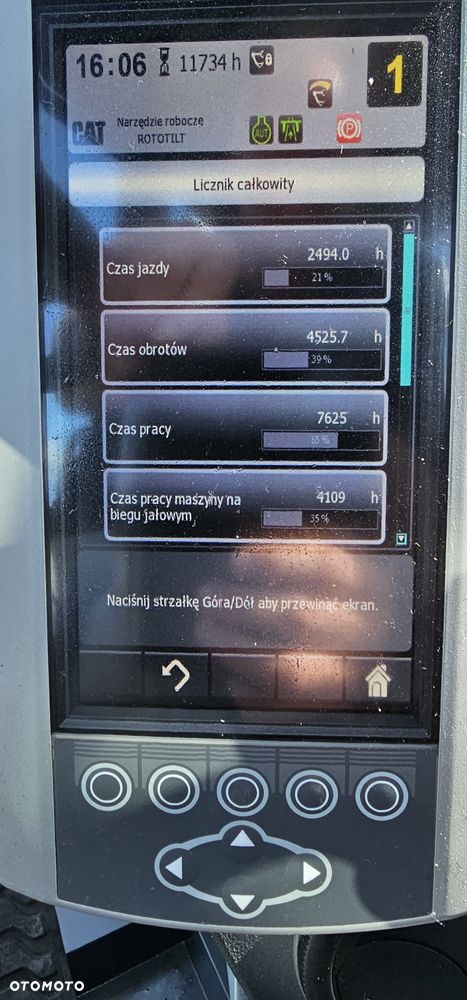 16:06 11734 h 1
CAT Narzędzie robocze
ROTOTILT
AUT
P
Licznik całkowity
Czas jazdy 2494.0 h
21%
Czas obrotów 4525.7 h
39%
Czas pracy 7625 h
65%
Czas pracy maszyny na
biegu jałowym 4109 h
35%
Naciśnij strzałkę Góra/Dół aby przewinąć ekran.
OTOMOTO